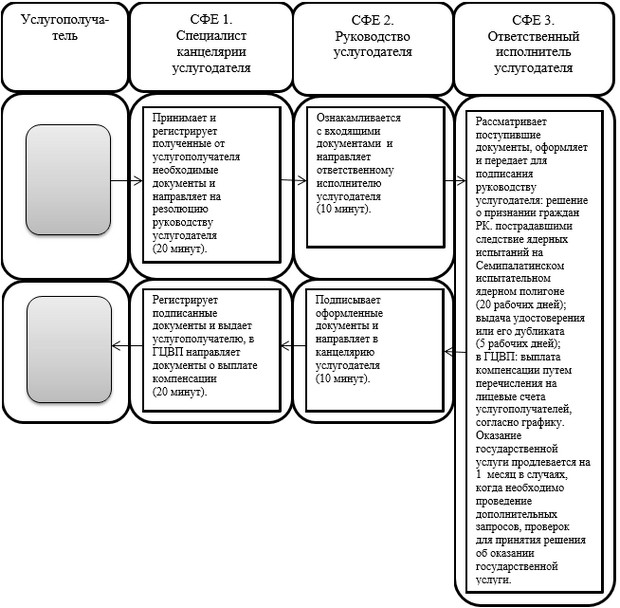 Услугополуча-
тель
СФЕ 1.
Специалист
канцелярии
услугодателя
СФЕ 2.
Руководство
услугодателя
СФЕ 3.
Ответственный
исполнитель
услугодателя
Принимает и
регистрирует
полученные от
услугополучателя
необходимые
документы и
направляет на
резолюцию
руководству
услугодателя
(20 минут).
Ознакамливается
с входящими
документами и
направляет
ответственному
исполнителю
услугодателя
(10 минут).
Рассматривает
поступившие
документы, оформляет
и передает для
подписания
руководству
услугодателя: решение
о признании граждан
РК. пострадавшими
следствие ядерных
испытаний на
Семипалатинском
испытательном
ядерном полигоне
(20 рабочих дней);
выдача удостоверения
или его дубликата
(5 рабочих дней);
в ГЦВП: выплата
компенсации путем
перечисления на
лицевые счета
услугополучателей,
согласно графику.
Оказание
государственной
услуги продлевается на
1 месяц в случаях,
когда необходимо
проведение
дополнительных
запросов, проверок
для принятия решения
об оказании
государственной
услуги.
Регистрирует
подписанные
документы и выдает
услугополучателю, в
ГЦВП направляет
документы о выплате
компенсации
(20 минут).
Подписывает
оформленные
документы и
направляет в
канцелярию
услугодателя
(10 минут).